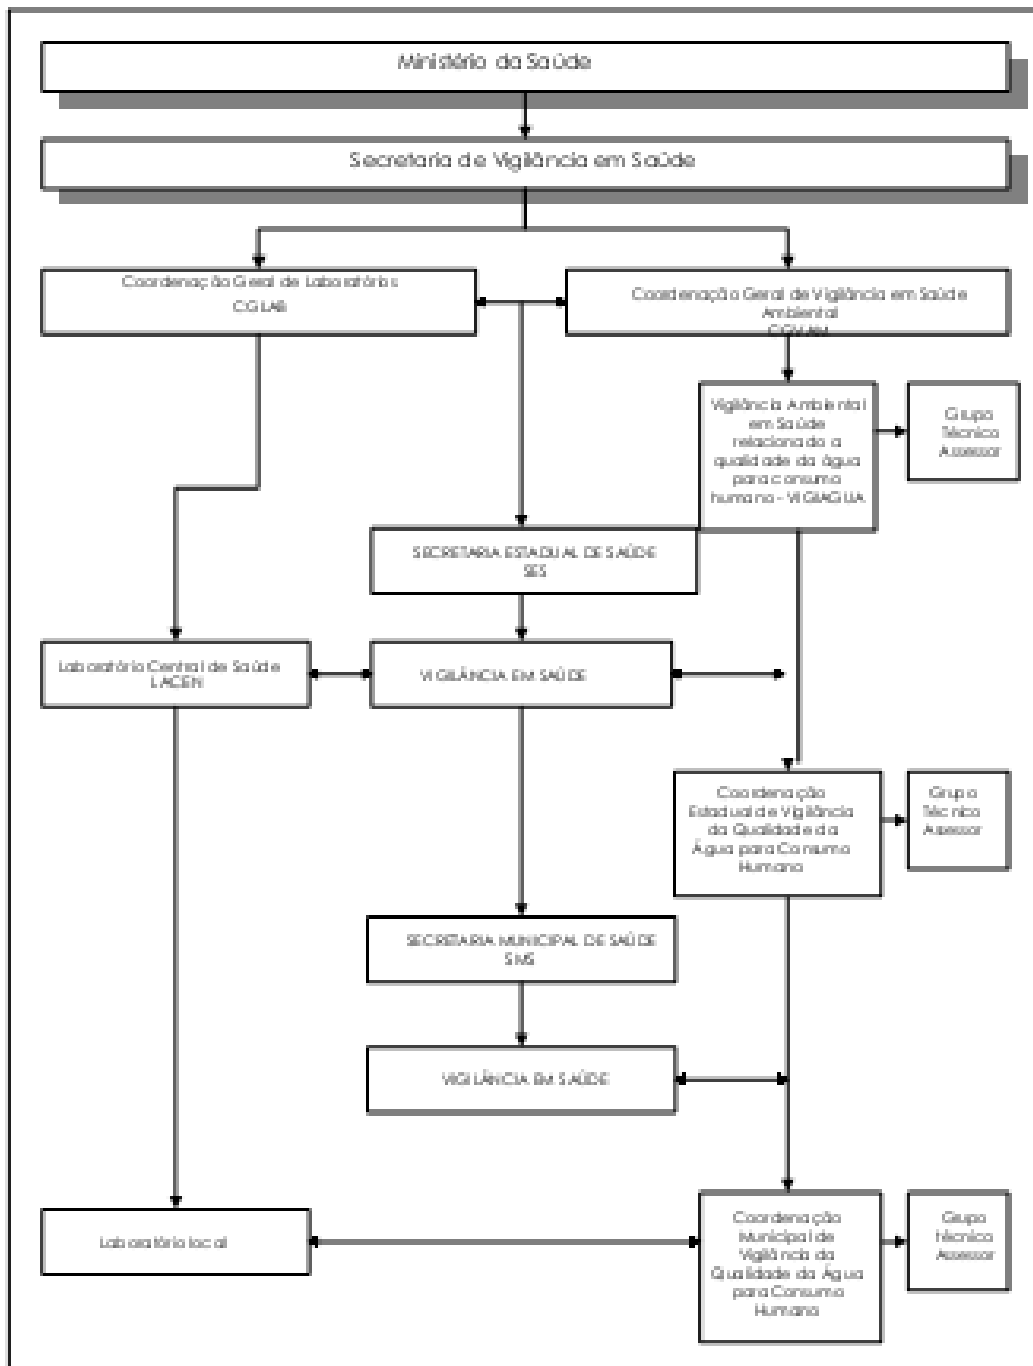 Ministério da Saúde
Secretaria de Vigilância em Saúde
Coordenação Geral de Laboratórios
CGLAB
Coordenação Geral de Vigilância em Saúde
Ambiental
CGVAM
Vigilância Ambiental
em Saúde
relacionado a
qualidade da água
para consumo
humano - VIGIAGUA
Grupo
Técnico
Assessor
SECRETARIA ESTADUAL DE SAÚDE
SES
Laboratório Central de Saúde
LACEN
VIGILÂNCIA EM SAÚDE
Coordenação
Estadual de Vigilância
da Qualidade da
Água para Consumo
Humano
Grupo
Técnico
Assessor
SECRETARIA MUNICIPAL DE SAÚDE
SMS
VIGILÂNCIA EM SAÚDE
Laboratório local
Coordenação
Municipal de
Vigilância da
Qualidade da Água
para Consumo
Humano
Grupo
Técnico
Assessor